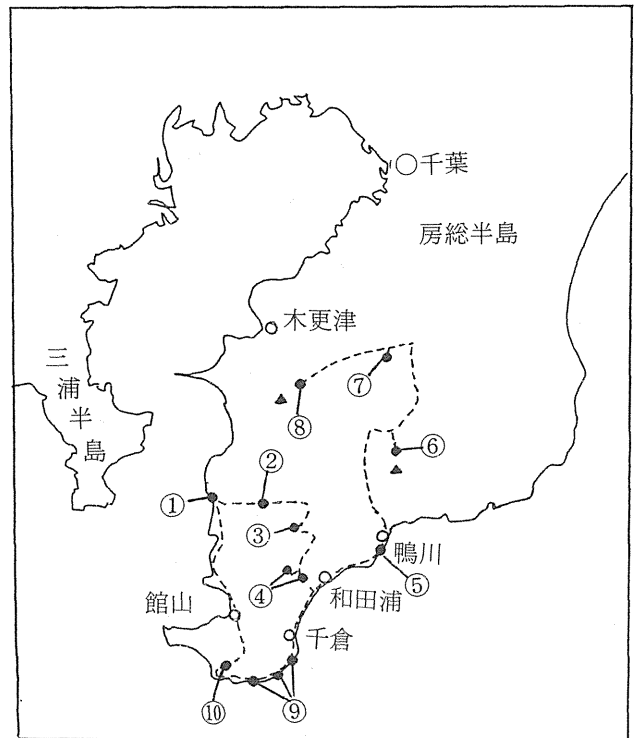 千葉
房総半島
木更津
三浦半島
⑦
⑧
⑥
②
①
③
鴨川
④
⑤
和田浦
館山
千倉
⑨
⑩